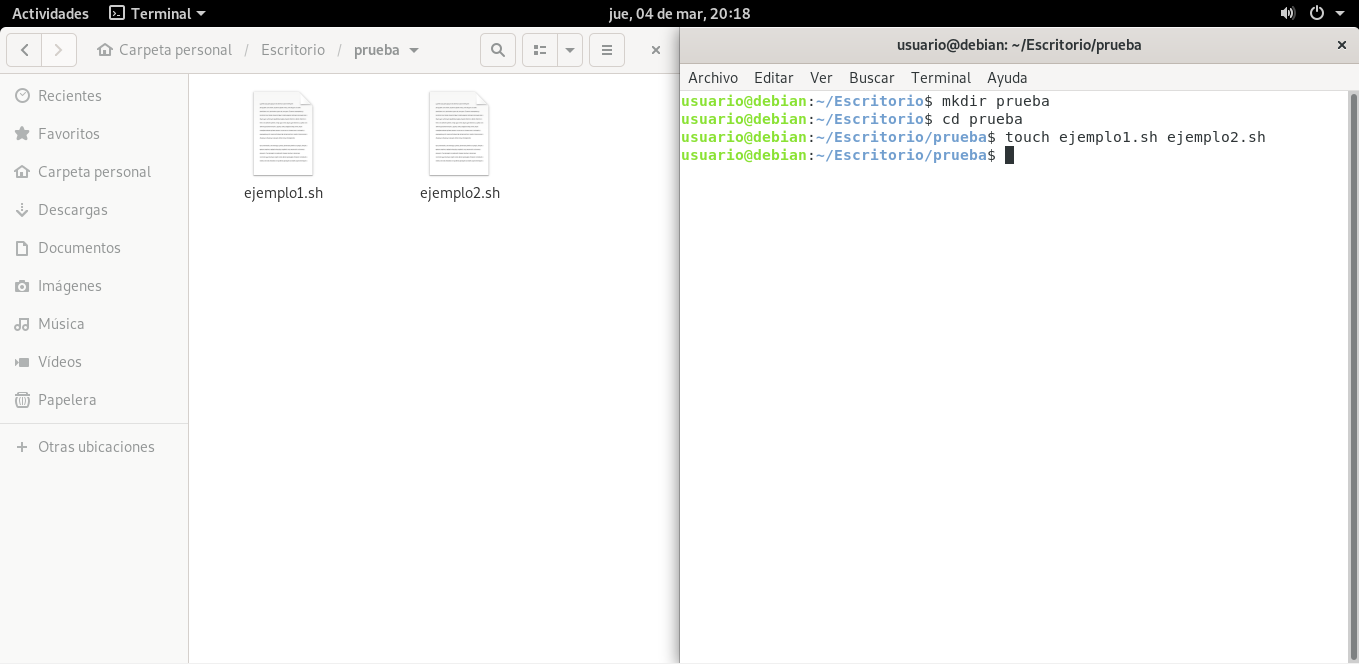 Actividades Terminal jue, 04 de mar, 20:18
Carpeta personal / Escritorio / prueba
Recientes
Favoritos
Carpeta personal
Descargas
Documentos
Imágenes
Música
Vídeos
Papelera
+ Otras ubicaciones
ejemplo1.sh ejemplo2.sh
usuario@debian: ~/Escritorio/prueba
Archivo Editar Ver Buscar Terminal Ayuda
usuario@debian:~/Escritorio$ mkdir prueba
usuario@debian:~/Escritorio$ cd prueba
usuario@debian:~/Escritorio/prueba$ touch ejemplo1.sh ejemplo2.sh
usuario@debian:~/Escritorio/prueba$